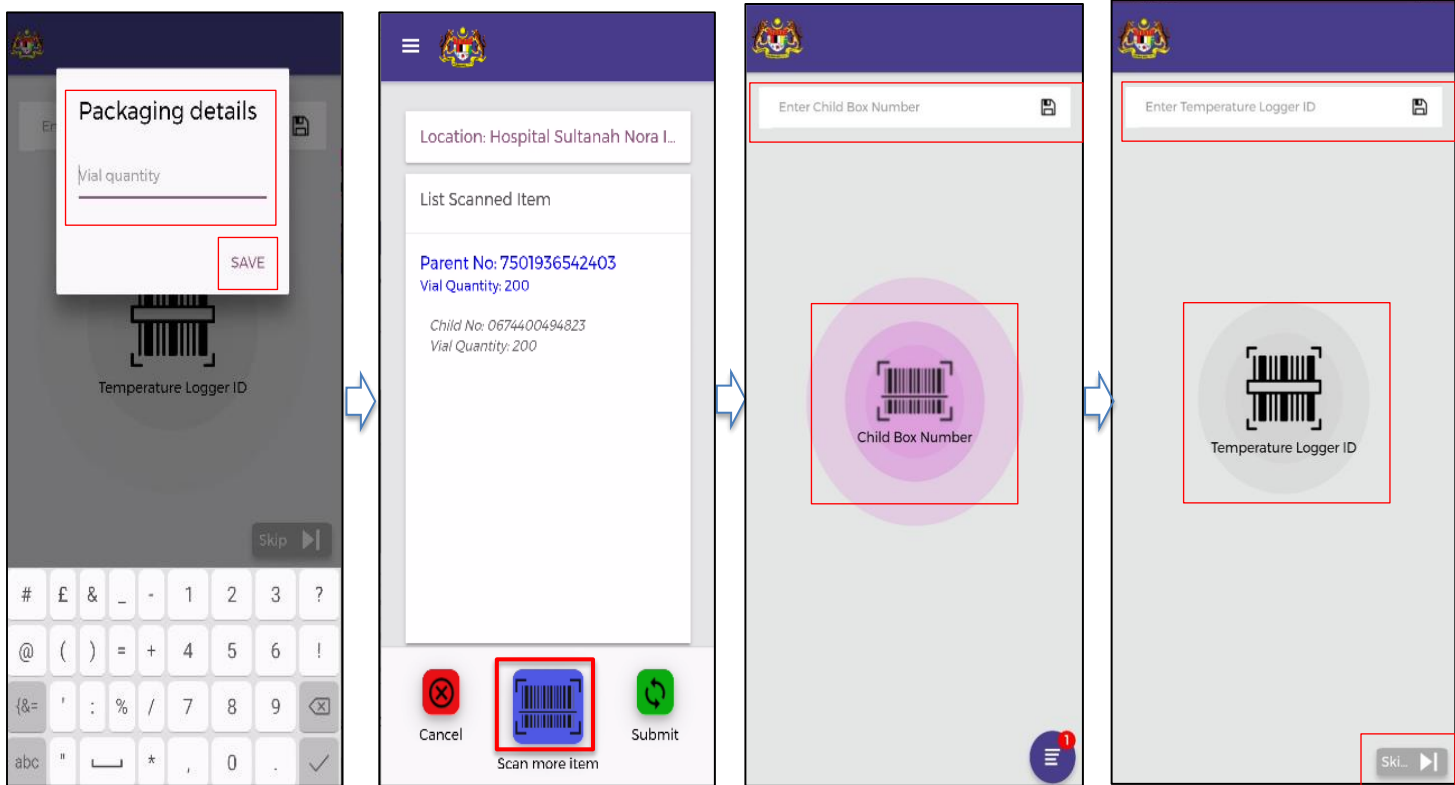 Packaging details
En
Vial quantity
SAVE
Temperature Logger ID
Skip
# £ & _ - 1 2 3 ?
@ ( ) = + 4 5 6 !
{&= ' : % / 7 8 9
abc " * , 0 .
Location: Hospital Sultanah Nora I...
List Scanned Item
Parent No: 7501936542403
Vial Quantity: 200
Child No: 0674400494823
Vial Quantity: 200
Cancel
Scan more item
Submit
Enter Child Box Number
Child Box Number
1
Enter Temperature Logger ID
Temperature Logger ID
Ski...